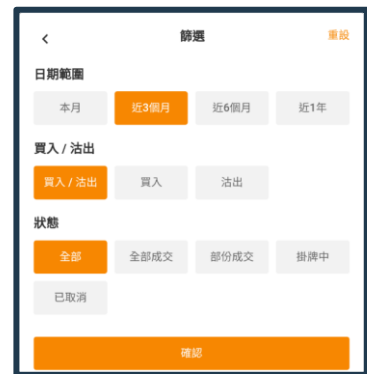 篩選 重設
日期範圍
本月 近3個月 近6個月 近1年
買入 / 沽出
買入 / 沽出 買入 沽出
狀態
全部 全部成交 部份成交 掛牌中
已取消
確認